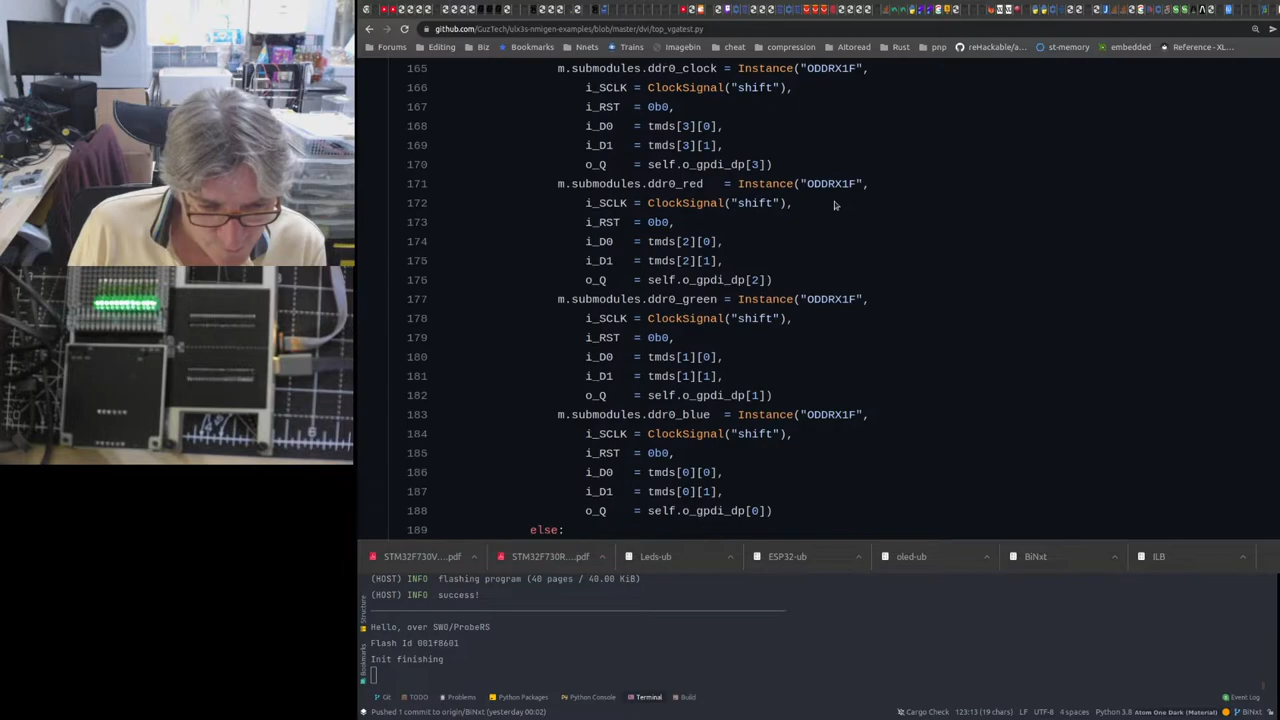 github.com/GuzTech/ulx3s-nmigen-examples/blob/master/dvi/top_vgatest.py
Forums Editing Biz Bookmarks Nnets Trains Imagebin cheat compression AItoread Rust pnp reHackable/a... st-memory embedded Reference - XL...
165 m.submodules.ddr0_clock = Instance("ODDRX1F",
166 i_SCLK = ClockSignal("shift"),
167 i_RST = 0b0,
168 i_D0 = tmds[3][0],
169 i_D1 = tmds[3][1],
170 o_Q = self.o_gpdi_dp[3])
171 m.submodules.ddr0_red = Instance("ODDRX1F",
172 i_SCLK = ClockSignal("shift"),
173 i_RST = 0b0,
174 i_D0 = tmds[2][0],
175 i_D1 = tmds[2][1],
176 o_Q = self.o_gpdi_dp[2])
177 m.submodules.ddr0_green = Instance("ODDRX1F",
178 i_SCLK = ClockSignal("shift"),
179 i_RST = 0b0,
180 i_D0 = tmds[1][0],
181 i_D1 = tmds[1][1],
182 o_Q = self.o_gpdi_dp[1])
183 m.submodules.ddr0_blue = Instance("ODDRX1F",
184 i_SCLK = ClockSignal("shift"),
185 i_RST = 0b0,
186 i_D0 = tmds[0][0],
187 i_D1 = tmds[0][1],
188 o_Q = self.o_gpdi_dp[0])
189 else:
STM32F730V....pdf STM32F730R....pdf Leds-ub ESP32-ub oled-ub BiNxt ILB
(HOST) INFO flashing program (40 pages / 40.00 KiB)
(HOST) INFO success!
Hello, over SWO/ProbeRS
Flash Id 001f8601
Init finishing
Structure
Bookmarks
Git TODO Problems Python Packages Python Console Terminal Build Event Log
Pushed 1 commit to origin/BiNxt (yesterday 00:02) Cargo Check 123:13 (19 chars) LF UTF-8 4 spaces Python 3.8 Atom One Dark (Material) BiNxt